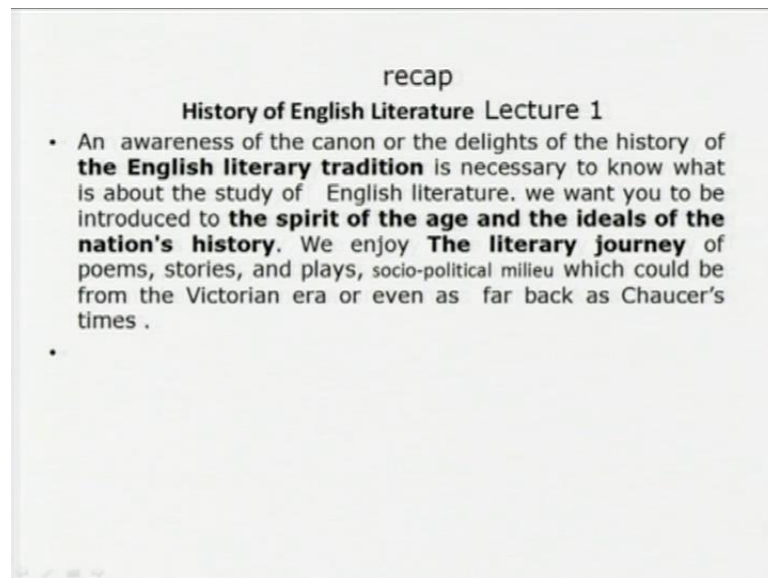 recap
History of English Literature Lecture 1
• An awareness of the canon or the delights of the history of
the English literary tradition is necessary to know what
is about the study of English literature. we want you to be
introduced to the spirit of the age and the ideals of the
nation's history. We enjoy The literary journey of
poems, stories, and plays, socio-political milieu which could be
from the Victorian era or even as far back as Chaucer's
times .
•